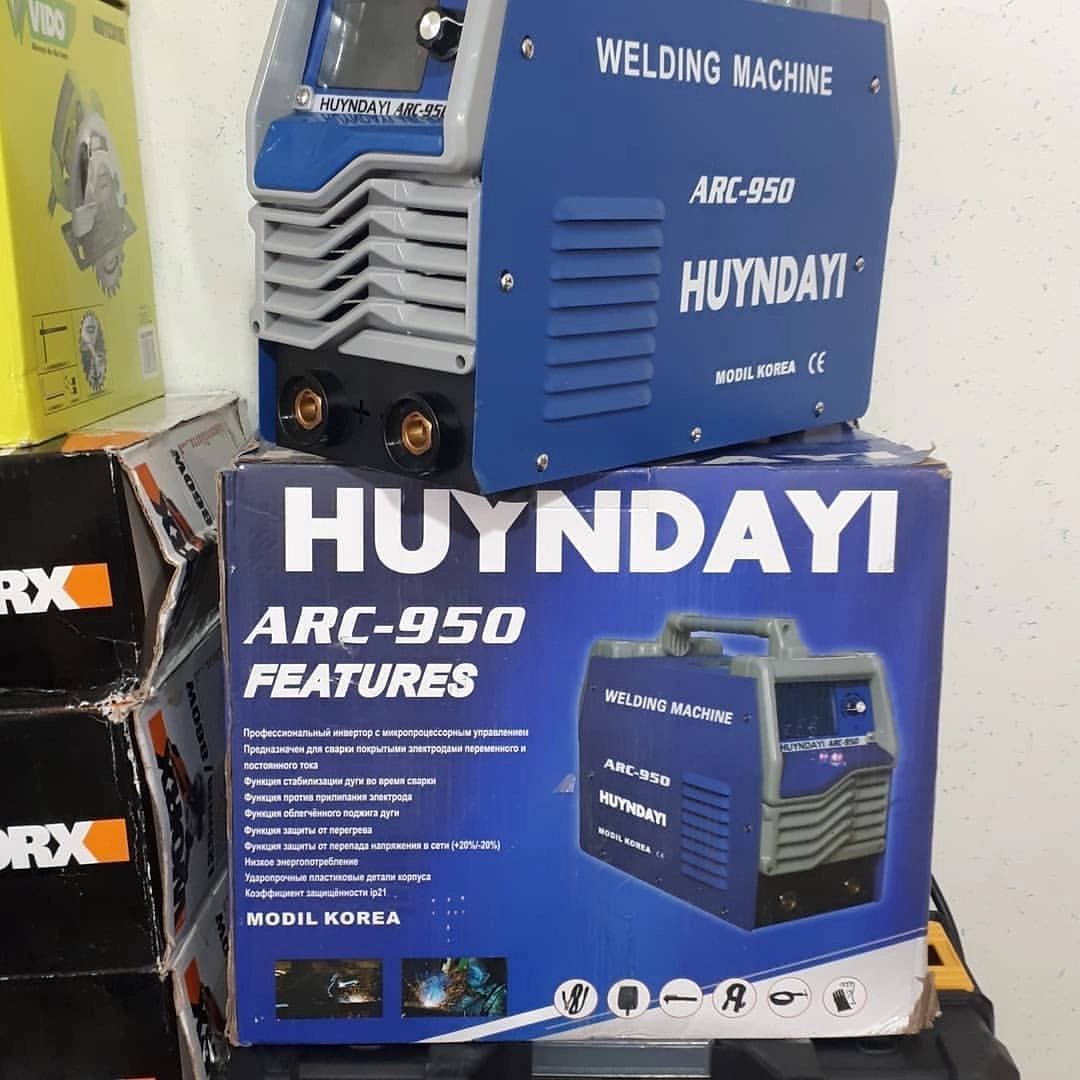 VIDO
WELDING MACHINE
HUYNDAYI ARC-950
ARC-950
HUYNDAYI
MODIL KOREA CE
+
HUYNDAYI
ARC-950
FEATURES
Профессиональный инвертор с микропроцессорным управлением
Предназначен для сварки покрытыми электродами переменного и
постоянного тока
Функция стабилизации дуги во время сварки
Функция против прилипания электрода
Функция облегчённого поджига дуги
Функция защиты от перегрева
Функция защиты от перепада напряжения в сети (+20%/-20%)
Низкое энергопотребление
Ударопрочные пластиковые детали корпуса
Коэффициент защищённости ip21
MODIL KOREA
WELDING MACHINE
HUYNDAYI ARC-950
ARC-950
HUYNDAYI
MODIL KOREA CE
RX
ORX